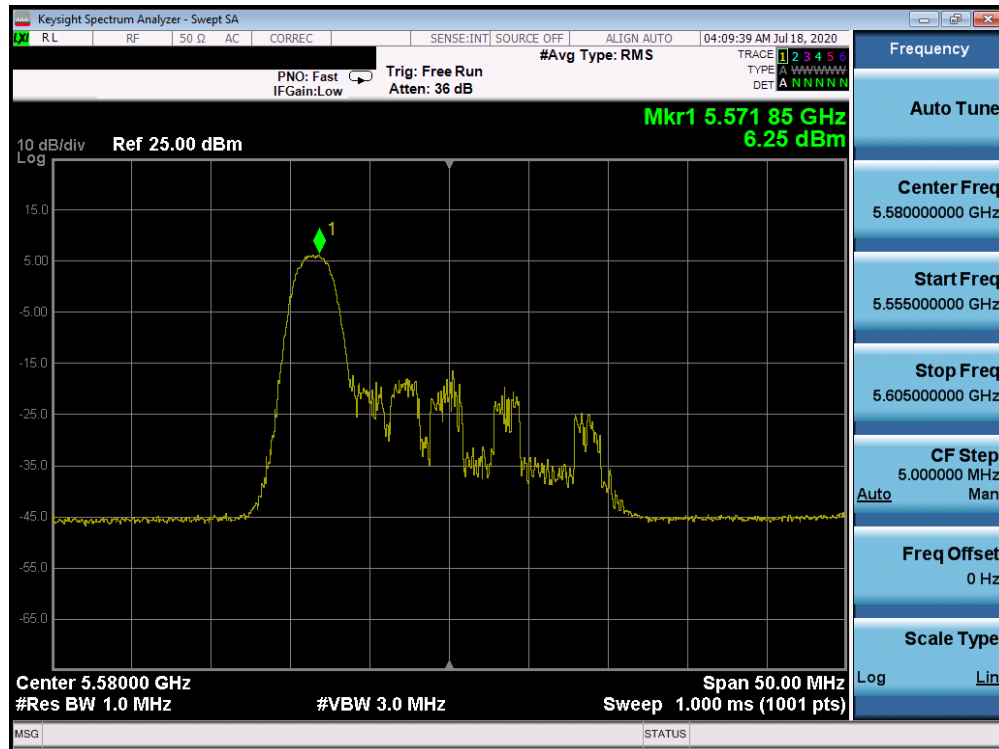 Keysight Spectrum Analyzer - Swept SA
LXI RL RF 50 Ω AC CORREC SENSE:INT SOURCE OFF ALIGN AUTO 04:09:39 AM Jul 18, 2020
#Avg Type: RMS TRACE 1 2 3 4 5 6
PNO: Fast Trig: Free Run TYPE A WWWWW
IFGain:Low Atten: 36 dB DET A N N N N N
Mkr1 5.571 85 GHz
6.25 dBm
10 dB/div Ref 25.00 dBm
Log
1
15.0
5.00
-5.00
-15.0
-25.0
-35.0
-45.0
-55.0
-65.0
Center 5.58000 GHz Span 50.00 MHz
#Res BW 1.0 MHz #VBW 3.0 MHz Sweep 1.000 ms (1001 pts)
MSG STATUS
Frequency
Auto Tune
Center Freq
5.580000000 GHz
Start Freq
5.555000000 GHz
Stop Freq
5.605000000 GHz
CF Step
5.000000 MHz
Auto Man
Freq Offset
0 Hz
Scale Type
Log Lin